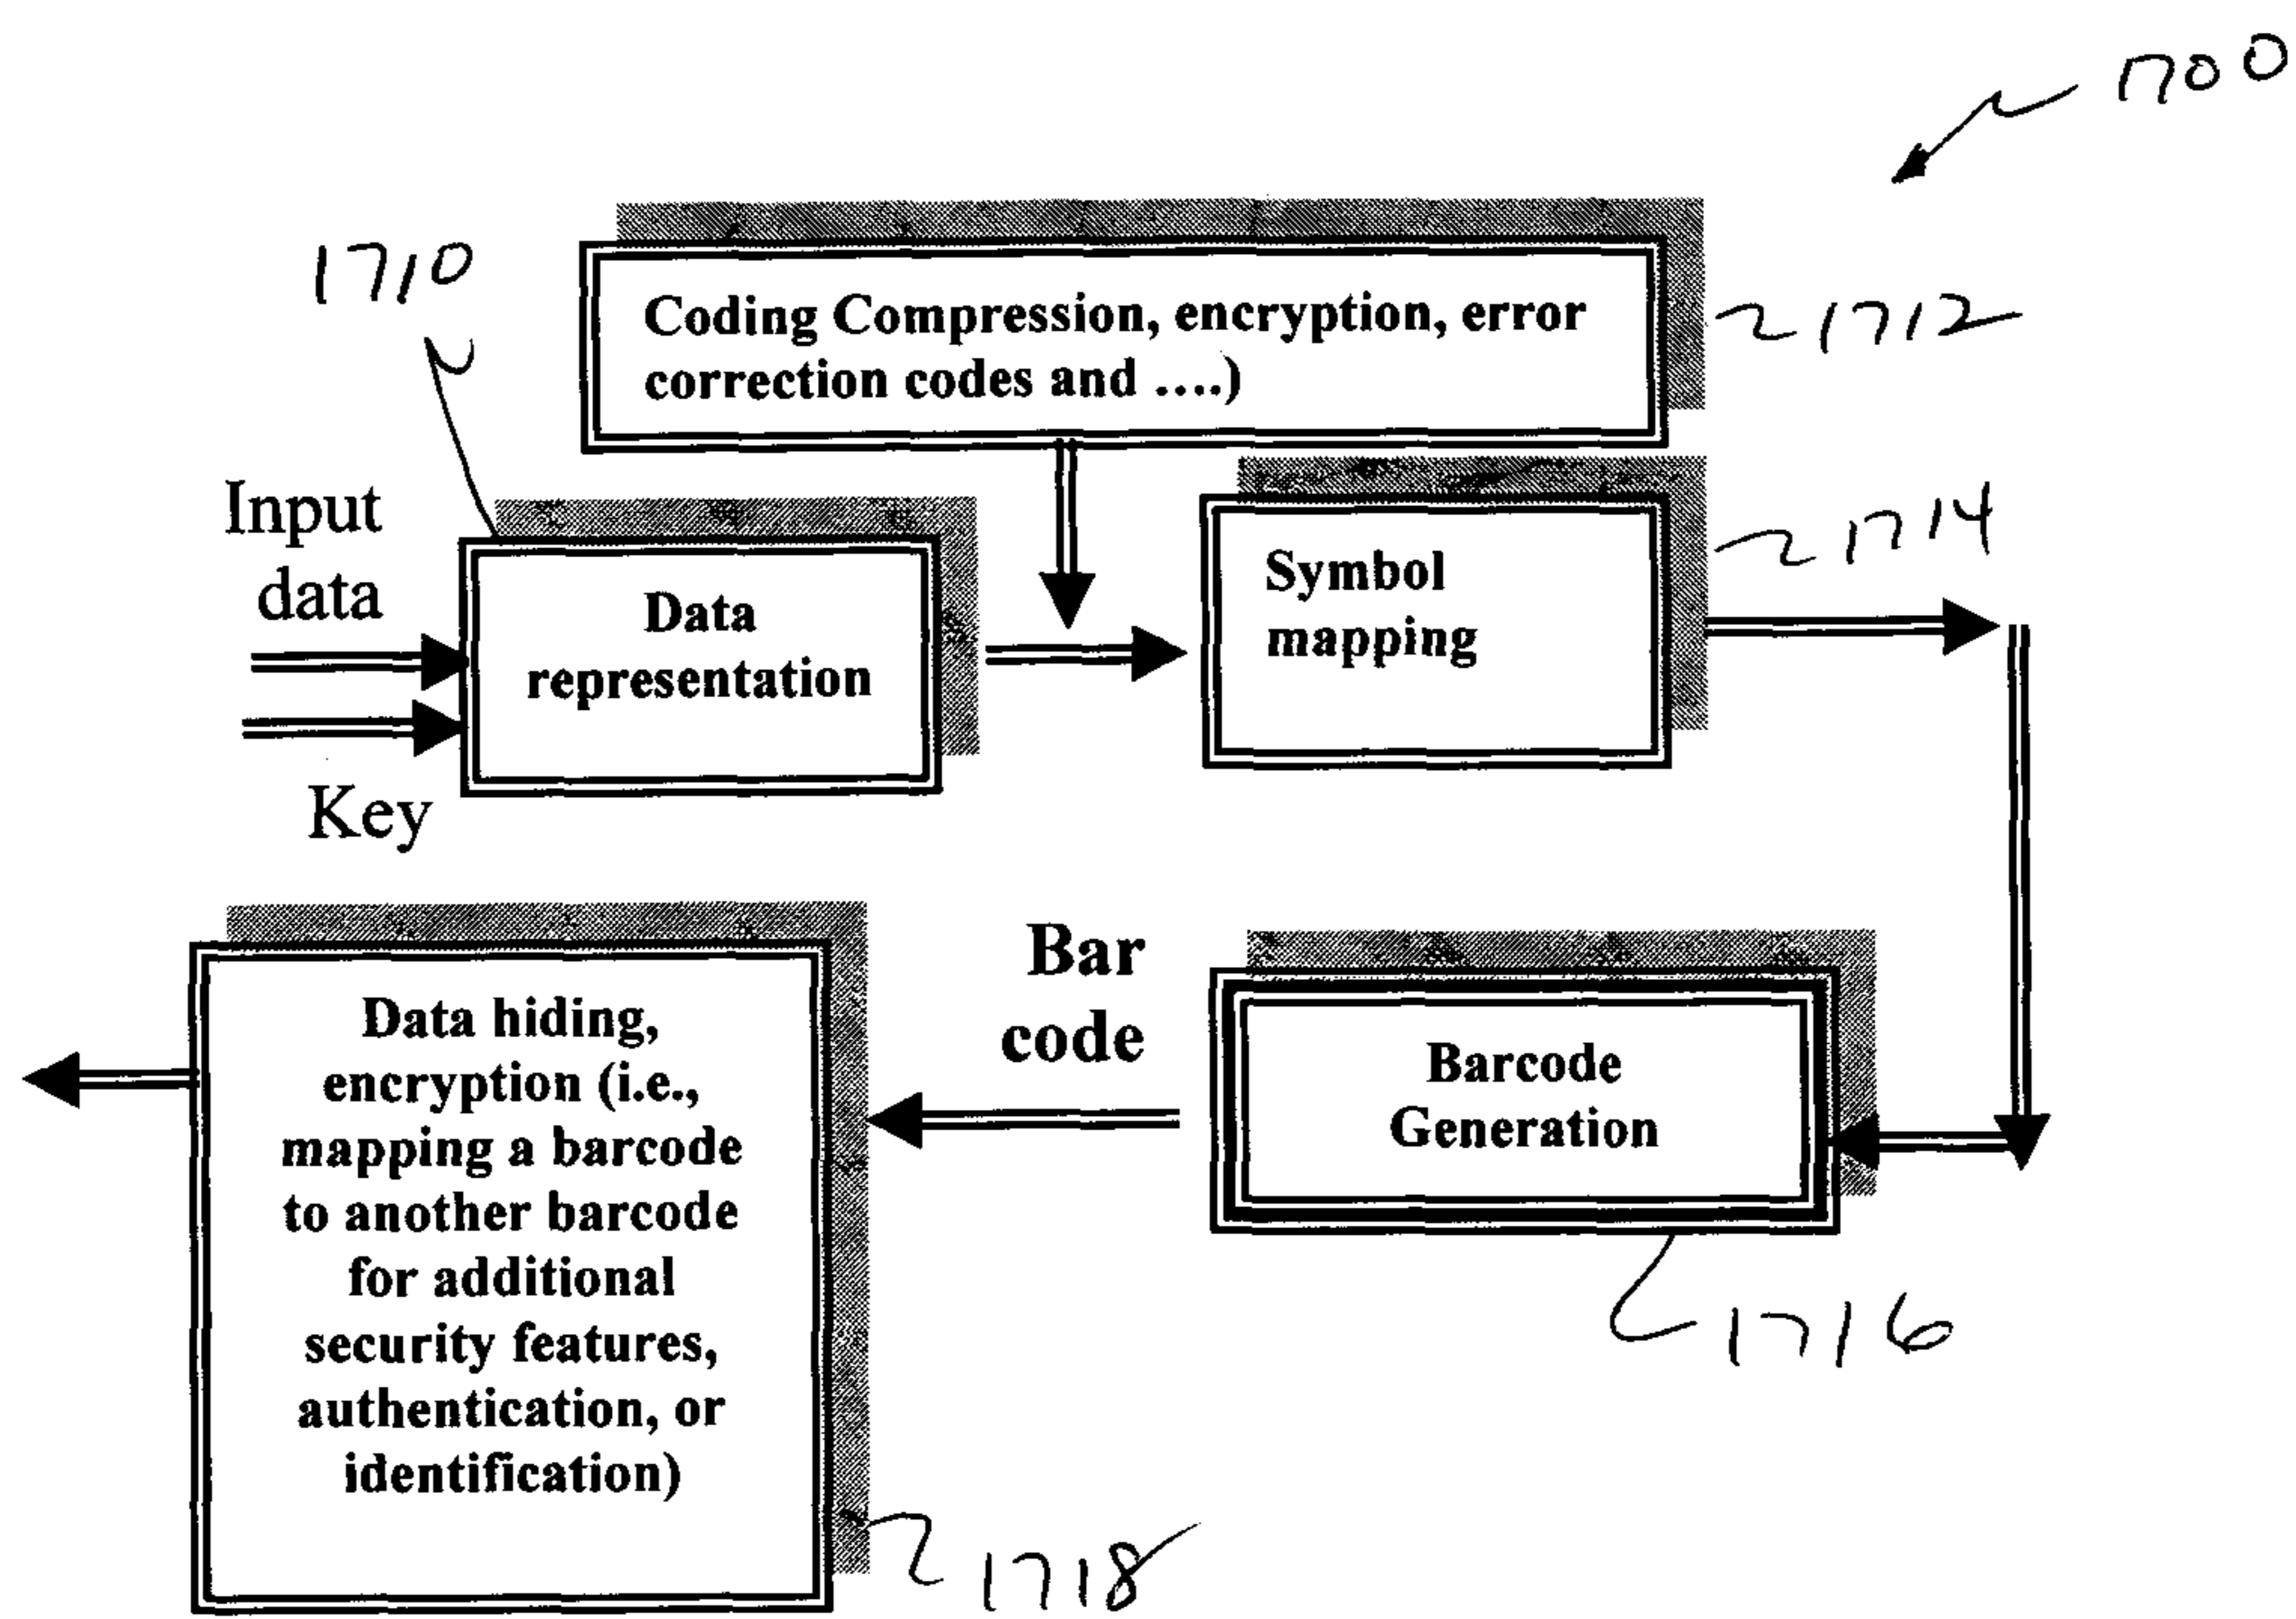 1700
1710
Coding Compression, encryption, error
correction codes and ....)
1712
Input
data
Data
representation
Key
Symbol
mapping
1714
Bar
code
Barcode
Generation
1716
Data hiding,
encryption (i.e.,
mapping a barcode
to another barcode
for additional
security features,
authentication, or
identification)
1718